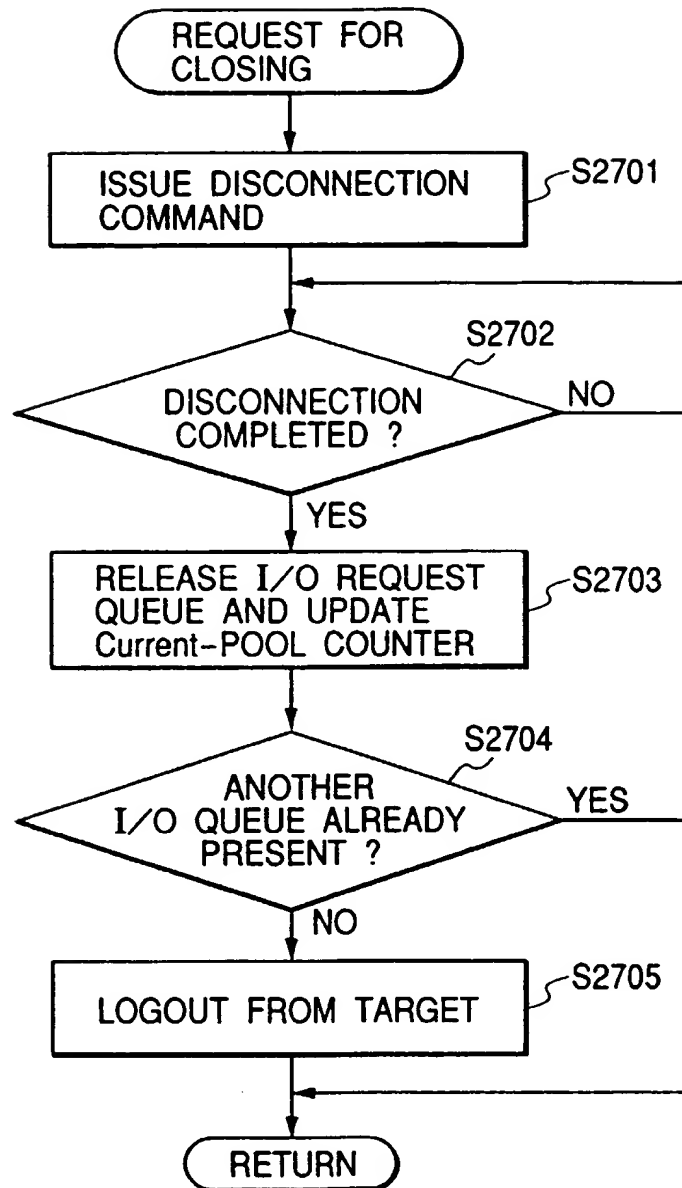 REQUEST FOR
CLOSING
ISSUE DISCONNECTION
COMMAND
S2701
S2702
DISCONNECTION
COMPLETED ?
NO
YES
RELEASE I/O REQUEST
QUEUE AND UPDATE
Current-POOL COUNTER
S2703
S2704
ANOTHER
I/O QUEUE ALREADY
PRESENT ?
YES
NO
LOGOUT FROM TARGET
S2705
RETURN